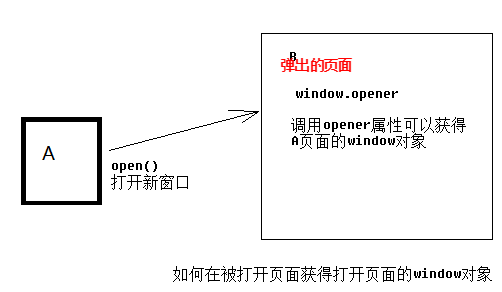 B
弹出的页面
window.opener
调用opener属性可以获得
A页面的window对象
A
open()
打开新窗口
如何在被打开页面获得打开页面的window对象